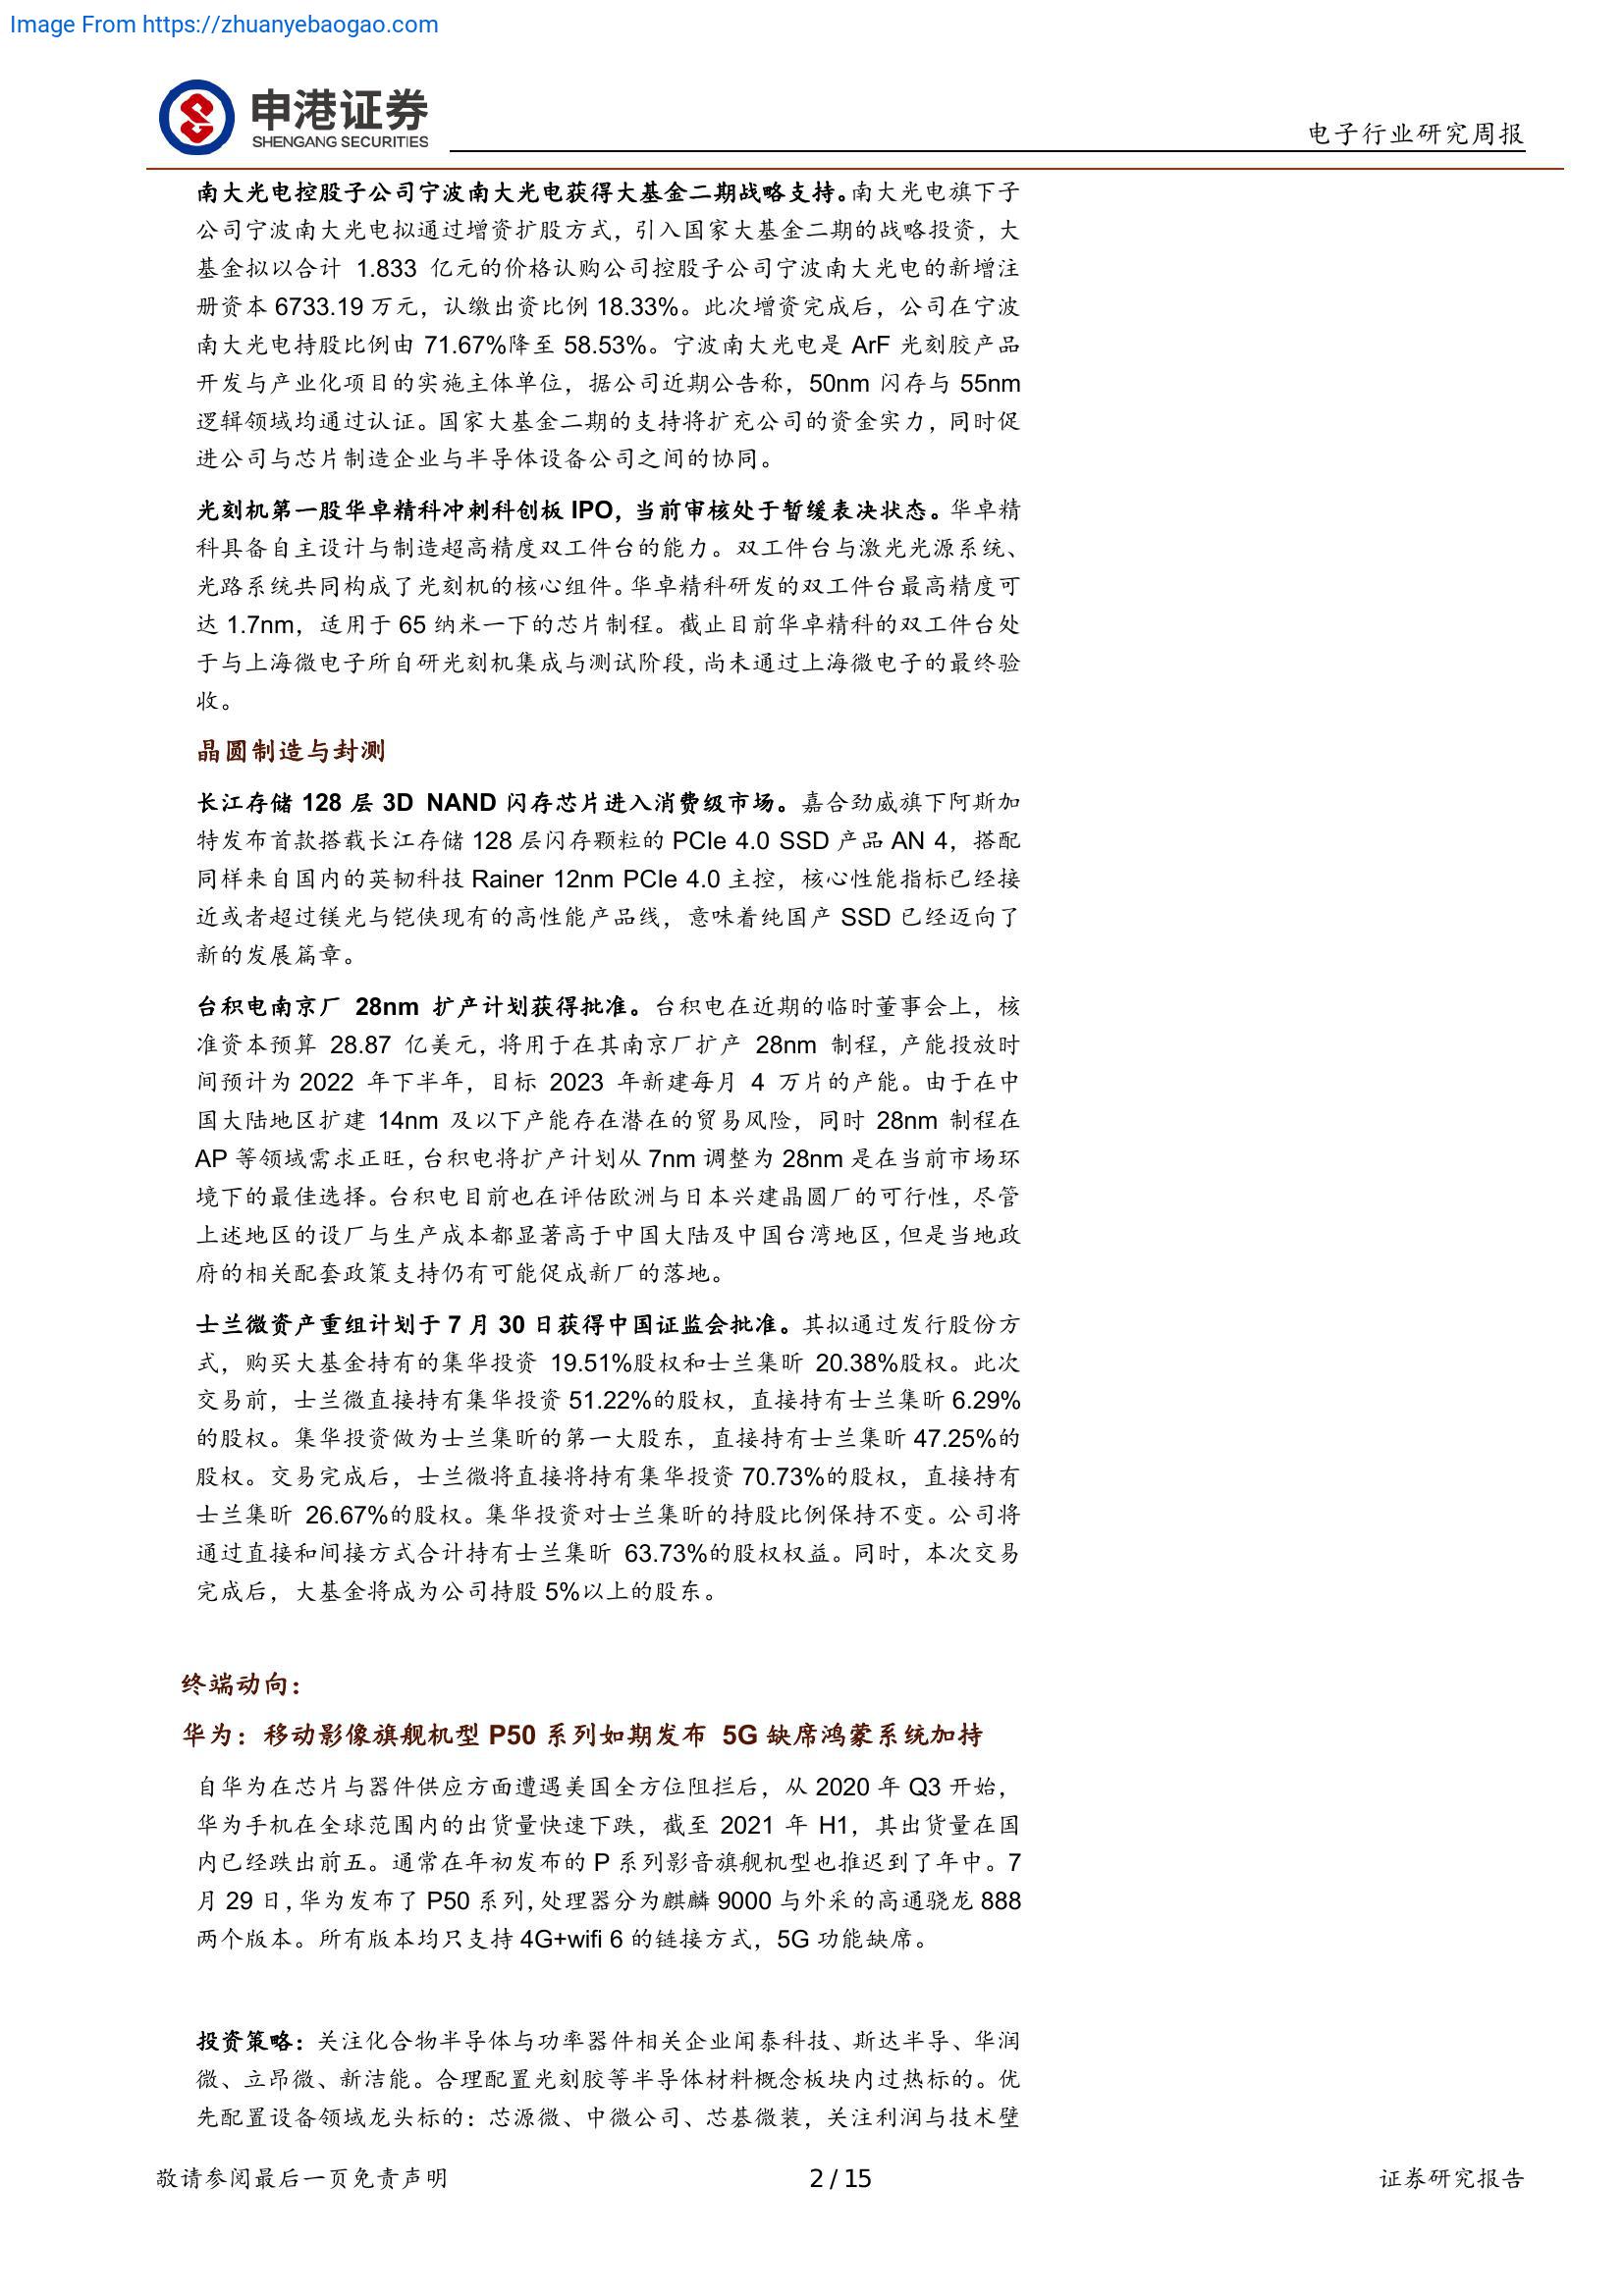 Image From https://zhuanyebaogao.com
申港证券
SHENGANG SECURITIES
电子行业研究周报
南大光电控股子公司宁波南大光电获得大基金二期战略支持。南大光电旗下子
公司宁波南大光电拟通过增资扩股方式，引入国家大基金二期的战略投资，大
基金拟以合计 1.833 亿元的价格认购公司控股子公司宁波南大光电的新增注
册资本 6733.19 万元，认缴出资比例 18.33%。此次增资完成后，公司在宁波
南大光电持股比例由 71.67%降至 58.53%。宁波南大光电是 ArF 光刻胶产品
开发与产业化项目的实施主体单位，据公司近期公告称，50nm 闪存与 55nm
逻辑领域均通过认证。国家大基金二期的支持将扩充公司的资金实力，同时促
进公司与芯片制造企业与半导体设备公司之间的协同。
光刻机第一股华卓精科冲刺科创板 IPO，当前审核处于暂缓表决状态。华卓精
科具备自主设计与制造超高精度双工件台的能力。双工件台与激光光源系统、
光路系统共同构成了光刻机的核心组件。华卓精科研发的双工件台最高精度可
达 1.7nm，适用于 65 纳米一下的芯片制程。截止目前华卓精科的双工件台处
于与上海微电子所自研光刻机集成与测试阶段，尚未通过上海微电子的最终验
收。
晶圆制造与封测
长江存储 128 层 3D NAND 闪存芯片进入消费级市场。嘉合劲威旗下阿斯加
特发布首款搭载长江存储 128 层闪存颗粒的 PCIe 4.0 SSD 产品 AN 4，搭配
同样来自国内的英韧科技 Rainer 12nm PCIe 4.0 主控，核心性能指标已经接
近或者超过镁光与铠侠现有的高性能产品线，意味着纯国产 SSD 已经迈向了
新的发展篇章。
台积电南京厂 28nm 扩产计划获得批准。台积电在近期的临时董事会上，核
准资本预算 28.87 亿美元，将用于在其南京厂扩产 28nm 制程，产能投放时
间预计为 2022 年下半年，目标 2023 年新建每月 4 万片的产能。由于在中
国大陆地区扩建 14nm 及以下产能存在潜在的贸易风险，同时 28nm 制程在
AP 等领域需求正旺，台积电将扩产计划从 7nm 调整为 28nm 是在当前市场环
境下的最佳选择。台积电目前也在评估欧洲与日本兴建晶圆厂的可行性，尽管
上述地区的设厂与生产成本都显著高于中国大陆及中国台湾地区，但是当地政
府的相关配套政策支持仍有可能促成新厂的落地。
士兰微资产重组计划于 7 月 30 日获得中国证监会批准。其拟通过发行股份方
式，购买大基金持有的集华投资 19.51%股权和士兰集昕 20.38%股权。此次
交易前，士兰微直接持有集华投资 51.22%的股权，直接持有士兰集昕 6.29%
的股权。集华投资做为士兰集昕的第一大股东，直接持有士兰集昕 47.25%的
股权。交易完成后，士兰微将直接将持有集华投资 70.73%的股权，直接持有
士兰集昕 26.67%的股权。集华投资对士兰集昕的持股比例保持不变。公司将
通过直接和间接方式合计持有士兰集昕 63.73%的股权权益。同时，本次交易
完成后，大基金将成为公司持股 5%以上的股东。
终端动向：
华为：移动影像旗舰机型 P50 系列如期发布 5G 缺席鸿蒙系统加持
自华为在芯片与器件供应方面遭遇美国全方位阻拦后，从 2020 年 Q3 开始，
华为手机在全球范围内的出货量快速下跌，截至 2021 年 H1，其出货量在国
内已经跌出前五。通常在年初发布的 P 系列影音旗舰机型也推迟到了年中。7
月 29 日，华为发布了 P50 系列，处理器分为麒麟 9000 与外采的高通骁龙 888
两个版本。所有版本均只支持 4G+wifi 6 的链接方式，5G 功能缺席。
投资策略：关注化合物半导体与功率器件相关企业闻泰科技、斯达半导、华润
微、立昂微、新洁能。合理配置光刻胶等半导体材料概念板块内过热标的。优
先配置设备领域龙头标的：芯源微、中微公司、芯碁微装，关注利润与技术壁
敬请参阅最后一页免责声明
2 / 15
证券研究报告